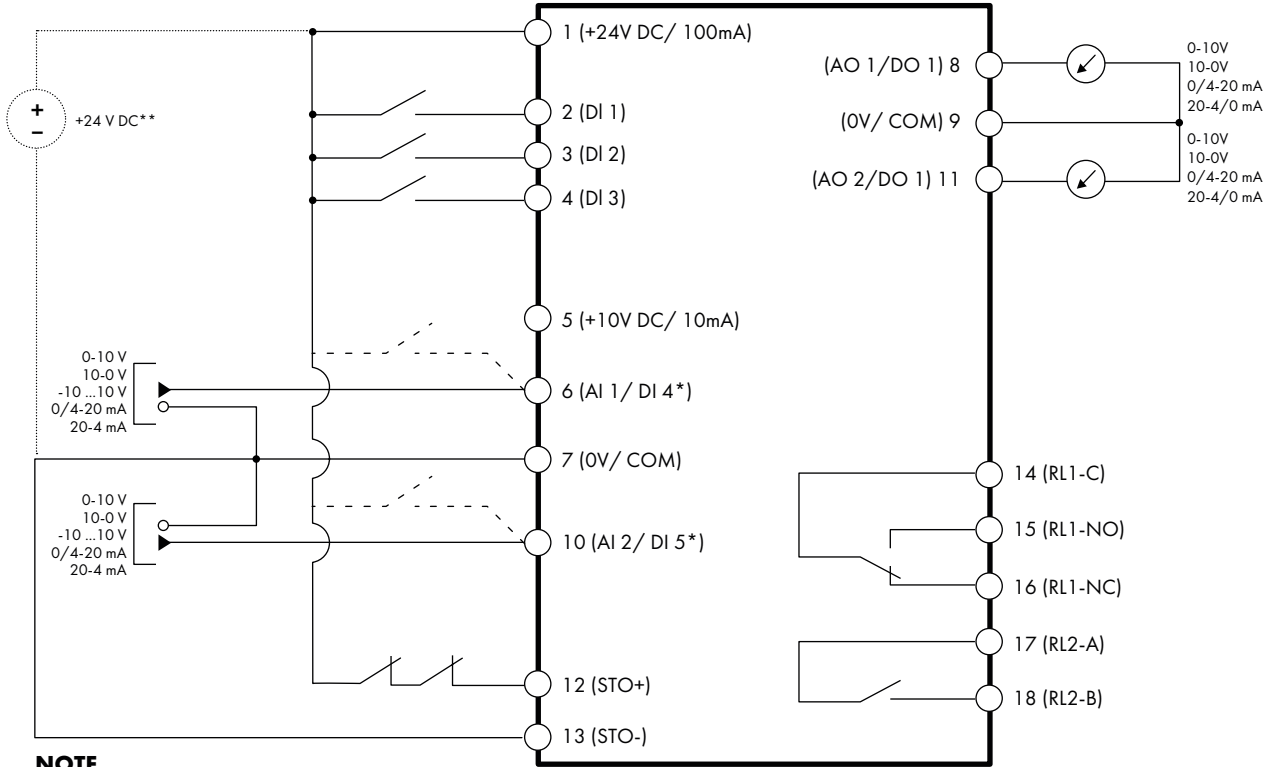 1 (+24V DC/ 100mA)
+
−
+24 V DC**
2 (DI 1)
3 (DI 2)
4 (DI 3)
5 (+10V DC/ 10mA)
0-10 V
10-0 V
-10 ...10 V
0/4-20 mA
20-4 mA
6 (AI 1/ DI 4*)
7 (0V/ COM)
0-10 V
10-0 V
-10 ...10 V
0/4-20 mA
20-4 mA
10 (AI 2/ DI 5*)
12 (STO+)
13 (STO-)
(AO 1/DO 1) 8
(0V/ COM) 9
(AO 2/DO 1) 11
0-10V
10-0V
0/4-20 mA
20-4/0 mA
0-10V
10-0V
0/4-20 mA
20-4/0 mA
14 (RL1-C)
15 (RL1-NO)
16 (RL1-NC)
17 (RL2-A)
18 (RL2-B)
NOTE